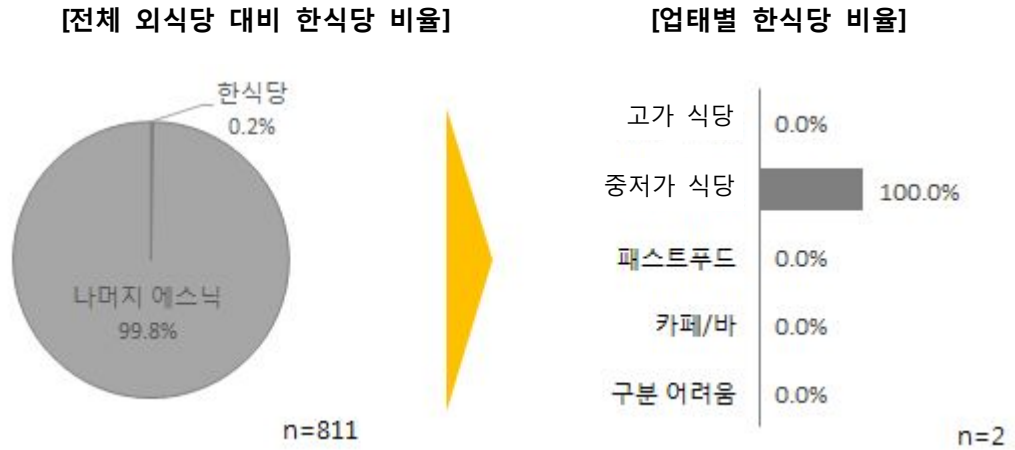 [전체 외식당 대비 한식당 비율]
한식당
0.2%
나머지 에스닉
99.8%
n=811
[업태별 한식당 비율]
고가 식당 0.0%
중저가 식당 100.0%
패스트푸드 0.0%
카페/바 0.0%
구분 어려움 0.0%
n=2